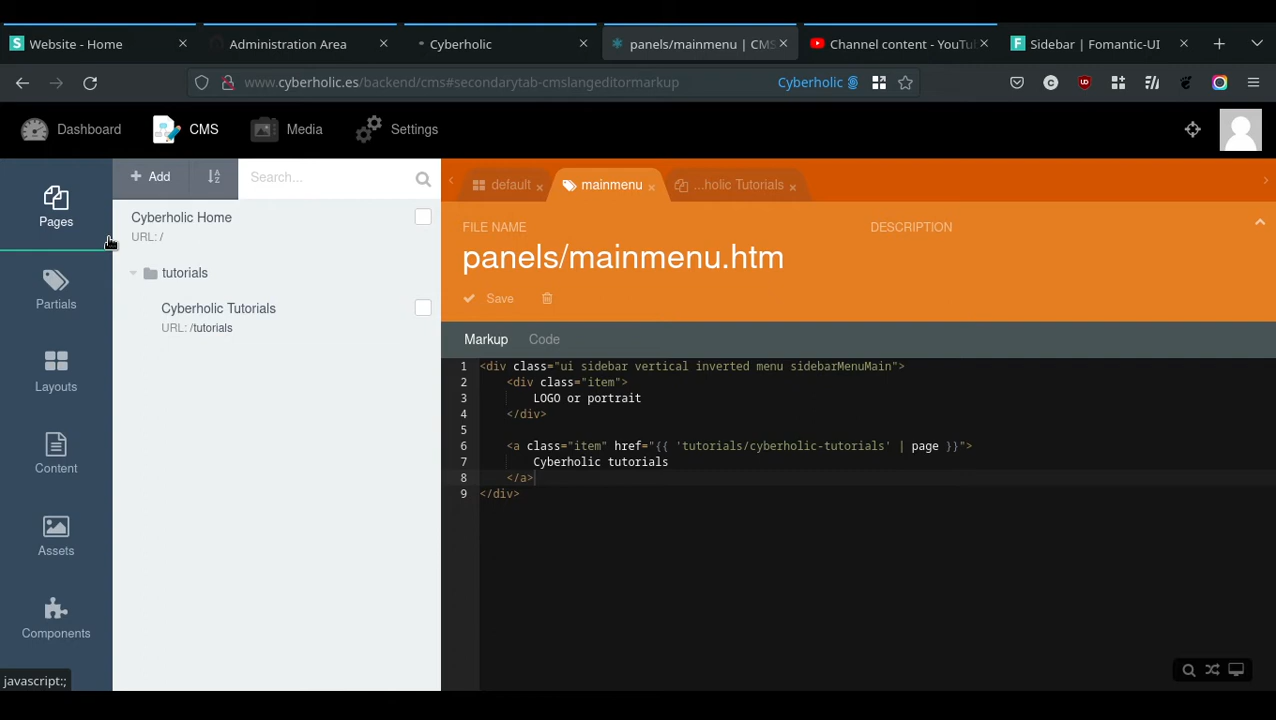 Website - Home
Administration Area
Cyberholic
panels/mainmenu | CMS
Channel content - YouTu
Sidebar | Fomantic-UI
www.cyberholic.es/backend/cms#secondarytab-cmslangeditormarkup
Cyberholic
Dashboard
CMS
Media
Settings
Pages
Partials
Layouts
Content
Assets
Components
Add
Search...
Cyberholic Home
URL: /
tutorials
Cyberholic Tutorials
URL: /tutorials
default
mainmenu
...holic Tutorials
FILE NAME
DESCRIPTION
panels/mainmenu.htm
Save
Markup
Code
1 <div class="ui sidebar vertical inverted menu sidebarMenuMain">
2 <div class="item">
3 LOGO or portrait
4 </div>
5
6 <a class="item" href="{{ 'tutorials/cyberholic-tutorials' | page }}">
7 Cyberholic tutorials
8 </a>
9 </div>
javascript:;